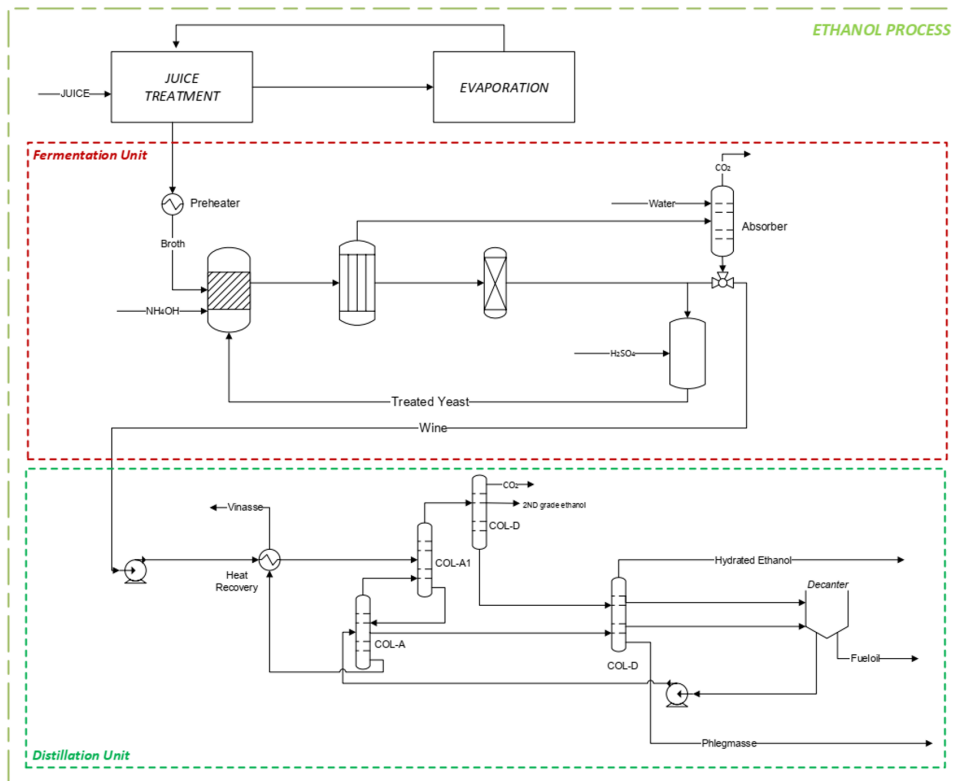 ETHANOL PROCESS
JUICE
TREATMENT
EVAPORATION
JUICE
Fermentation Unit
CO₂
Preheater
Water
Absorber
Broth
NH₄OH
H₂SO₄
Treated Yeast
Wine
CO₂
2ND grade ethanol
Vinasse
COL-D
Hydrated Ethanol
COL-A1
Heat
Recovery
Decanter
COL-A
Fueloil
COL-D
Phlegmasse
Distillation Unit